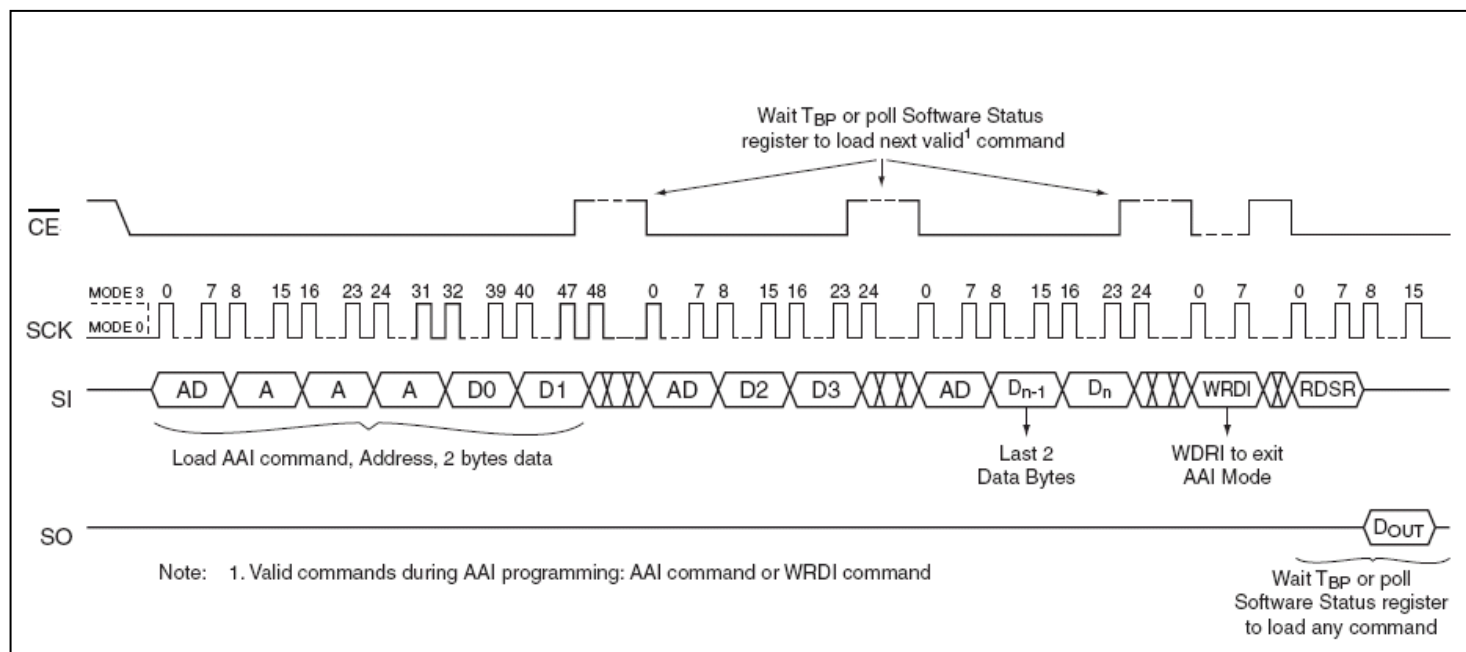 Wait TBP or poll Software Status
register to load next valid1 command
CE
MODE 3 0 7 8 15 16 23 24 31 32 39 40 47 48 0 7 8 15 16 23 24 0 7 8 15 16 23 24 0 7 0 7 8 15
MODE 0
SCK
SI AD A A A D0 D1 AD D2 D3 AD Dn-1 Dn WRDI RDSR
Load AAI command, Address, 2 bytes data
Last 2
Data Bytes
WDRI to exit
AAI Mode
SO DOUT
Note: 1. Valid commands during AAI programming: AAI command or WRDI command
Wait TBP or poll
Software Status register
to load any command